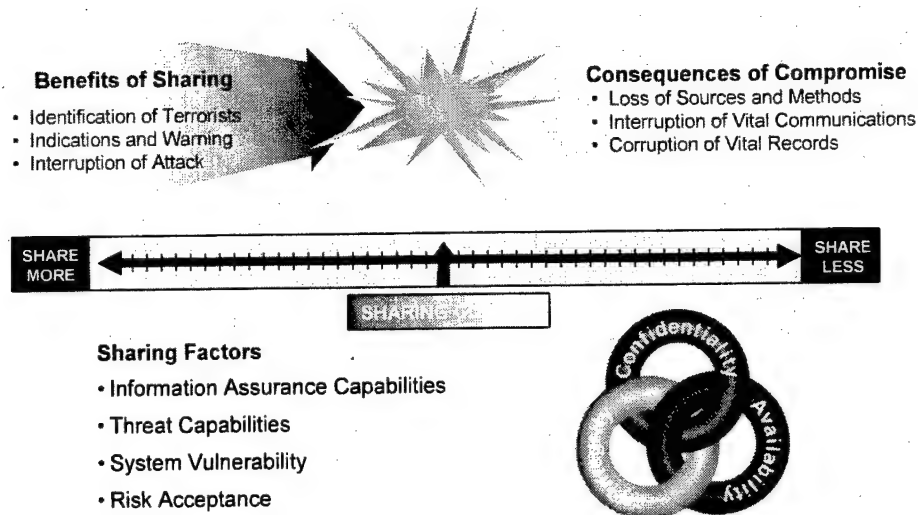 Benefits of Sharing
• Identification of Terrorists
• Indications and Warning
• Interruption of Attack
Consequences of Compromise
• Loss of Sources and Methods
• Interruption of Vital Communications
• Corruption of Vital Records
SHARE
MORE
SHARE
LESS
SHARING
Sharing Factors
• Information Assurance Capabilities
• Threat Capabilities
• System Vulnerability
• Risk Acceptance
Confidentiality
Availability